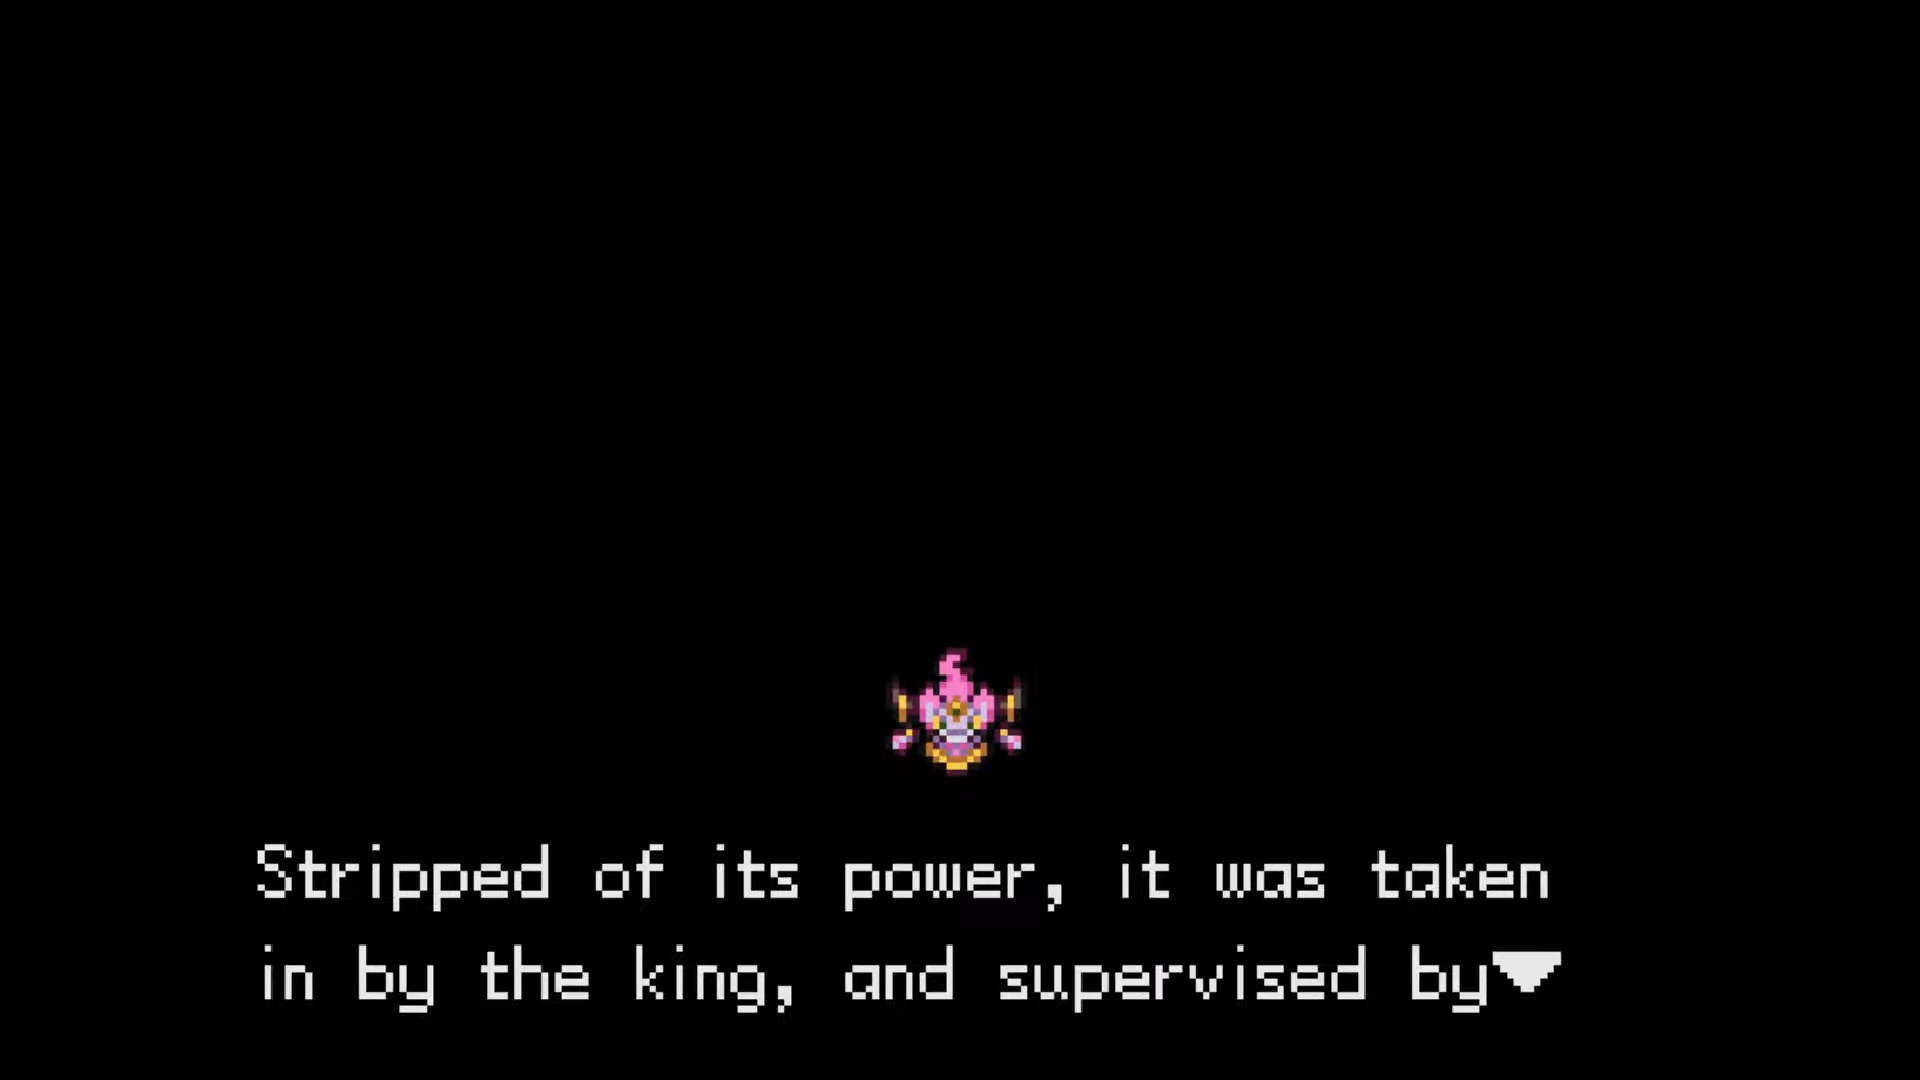 Stripped of its power, it was taken
in by the king, and supervised by